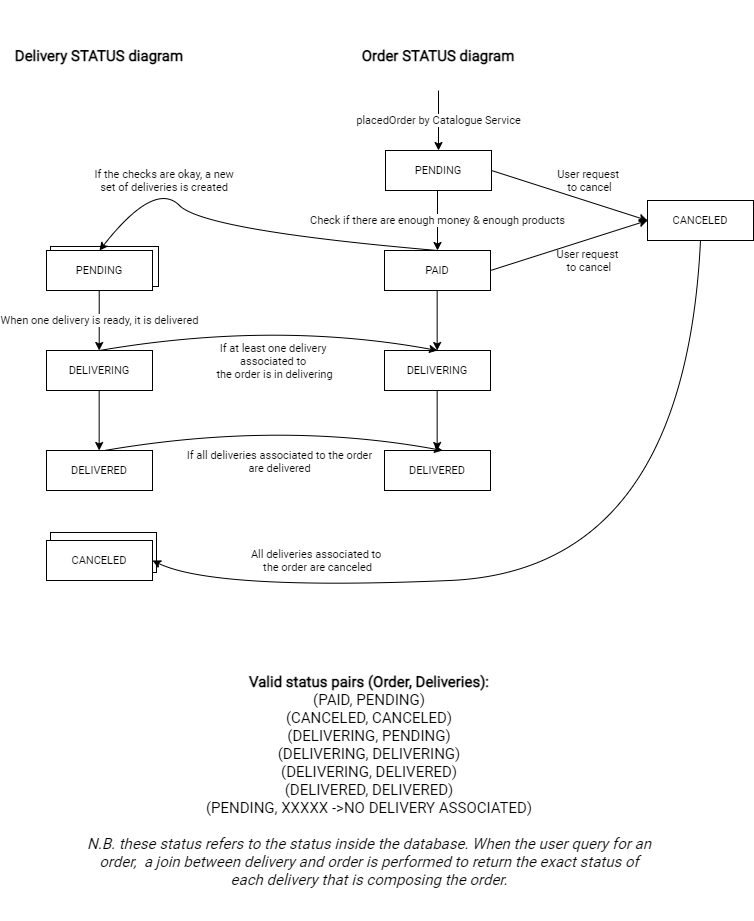 Delivery STATUS diagram
Order STATUS diagram
placedOrder by Catalogue Service
PENDING
If the checks are okay, a new
set of deliveries is created
User request
to cancel
Check if there are enough money & enough products
CANCELED
PENDING
PAID
User request
to cancel
When one delivery is ready, it is delivered
DELIVERING
If at least one delivery
associated to
the order is in delivering
DELIVERING
DELIVERED
If all deliveries associated to the order
are delivered
DELIVERED
CANCELED
All deliveries associated to
the order are canceled
Valid status pairs (Order, Deliveries):
(PAID, PENDING)
(CANCELED, CANCELED)
(DELIVERING, PENDING)
(DELIVERING, DELIVERING)
(DELIVERING, DELIVERED)
(DELIVERED, DELIVERED)
(PENDING, XXXXX ->NO DELIVERY ASSOCIATED)
N.B. these status refers to the status inside the database. When the user query for an
order, a join between delivery and order is performed to return the exact status of
each delivery that is composing the order.